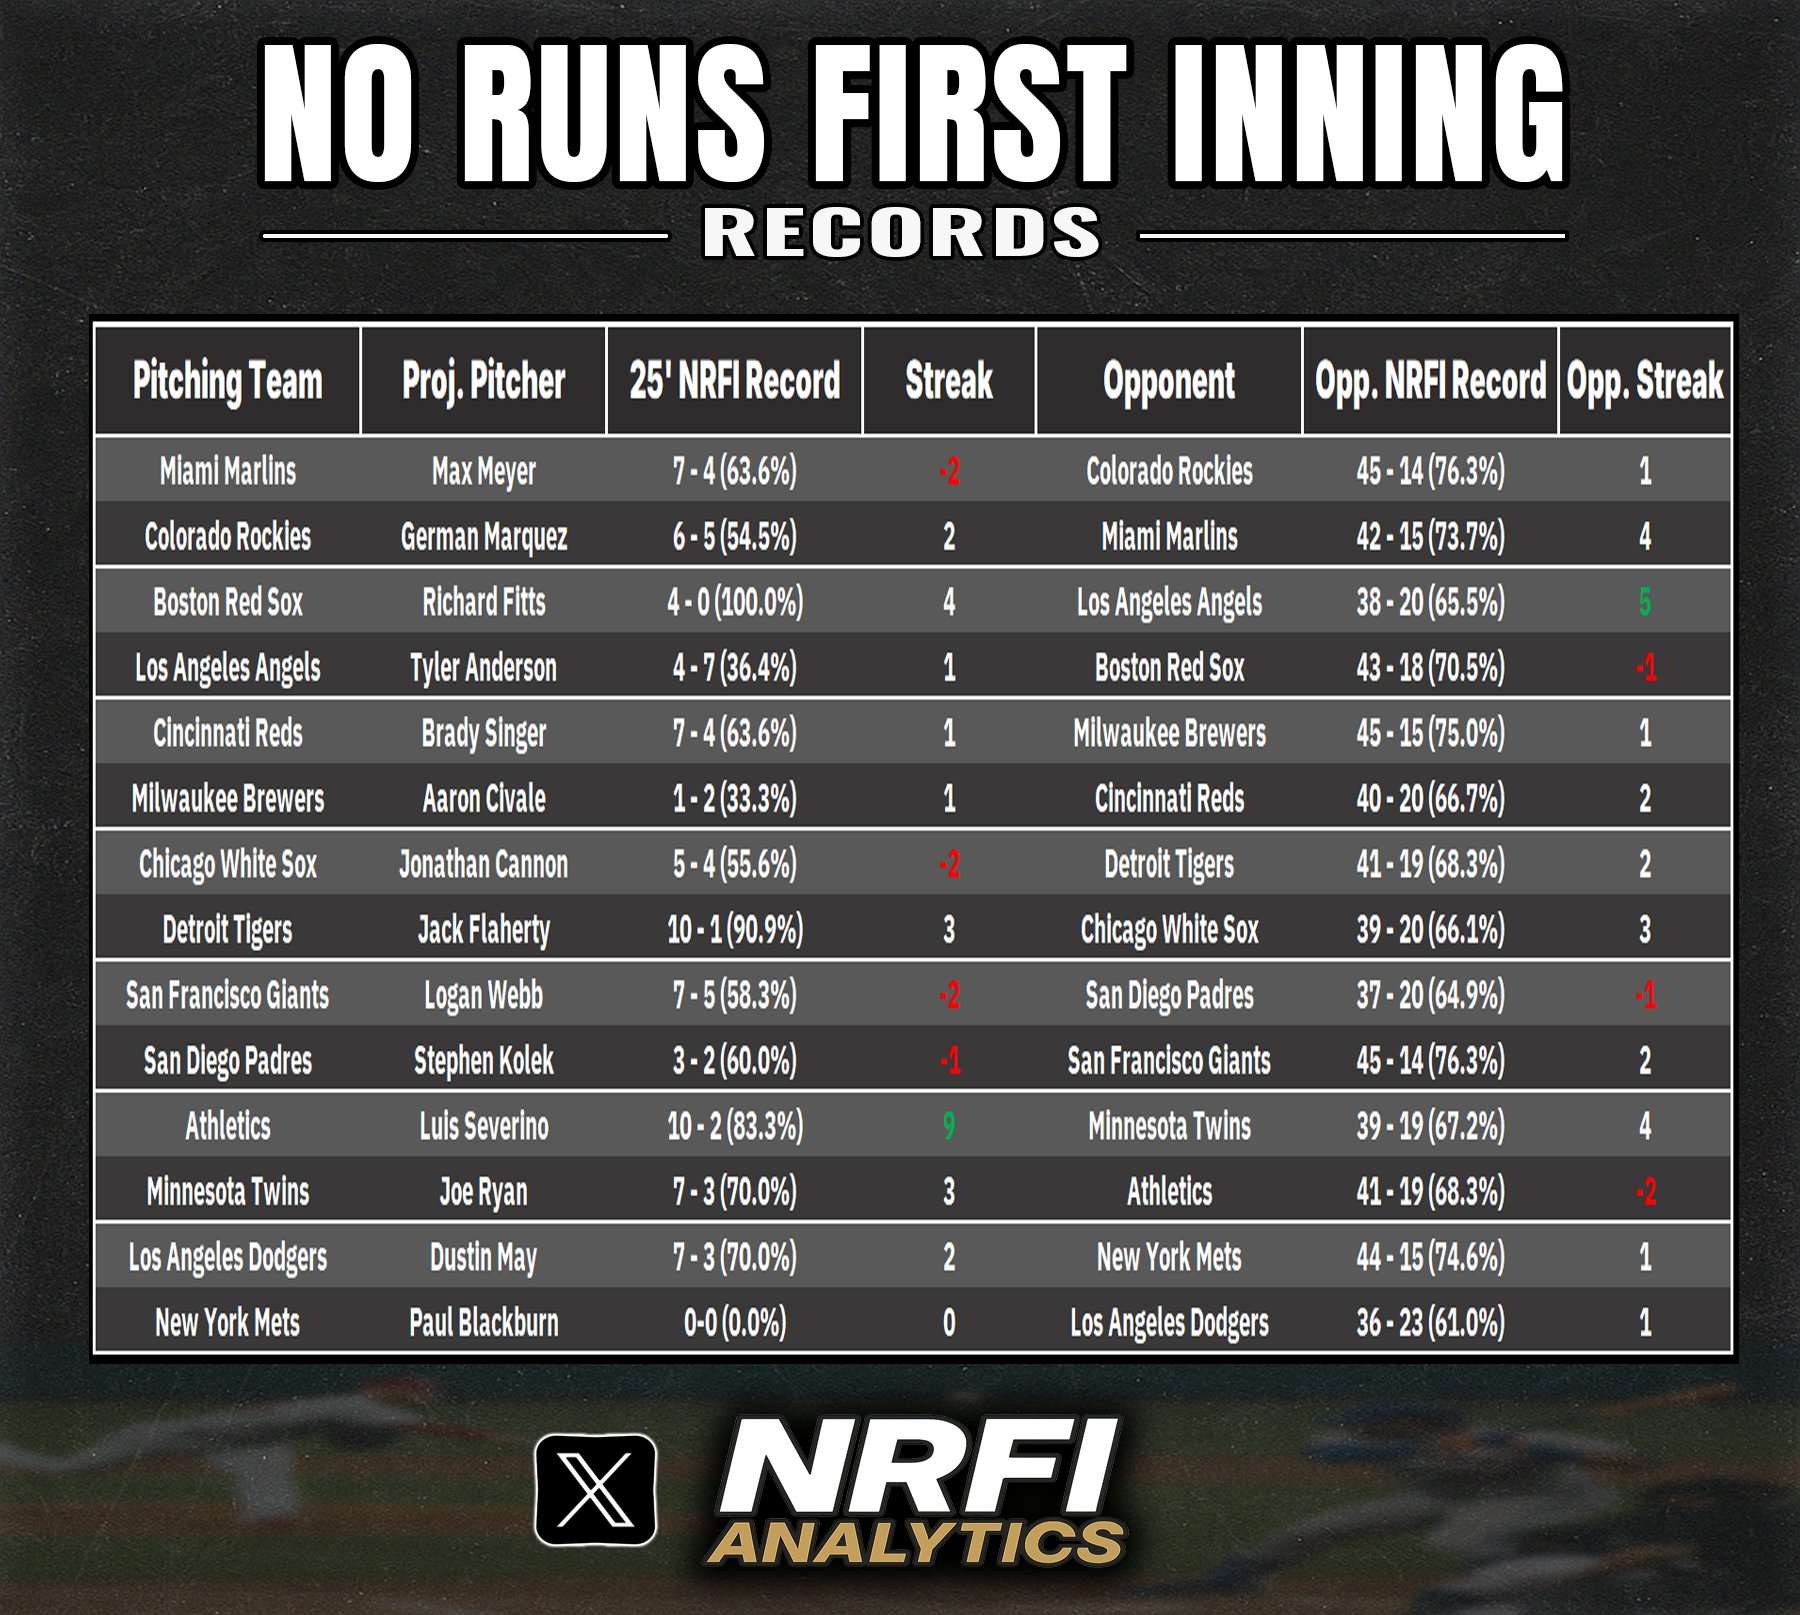 NO RUNS FIRST INNING
RECORDS
Pitching Team Proj. Pitcher 25' NRFI Record Streak Opponent Opp. NRFI Record Opp. Streak
Miami Marlins Max Meyer 7 - 4 (63.6%) -2 Colorado Rockies 45 - 14 (76.3%) 1
Colorado Rockies German Marquez 6 - 5 (54.5%) 2 Miami Marlins 42 - 15 (73.7%) 4
Boston Red Sox Richard Fitts 4 - 0 (100.0%) 4 Los Angeles Angels 38 - 20 (65.5%) 5
Los Angeles Angels Tyler Anderson 4 - 7 (36.4%) 1 Boston Red Sox 43 - 18 (70.5%) -1
Cincinnati Reds Brady Singer 7 - 4 (63.6%) 1 Milwaukee Brewers 45 - 15 (75.0%) 1
Milwaukee Brewers Aaron Civale 1 - 2 (33.3%) 1 Cincinnati Reds 40 - 20 (66.7%) 2
Chicago White Sox Jonathan Cannon 5 - 4 (55.6%) -2 Detroit Tigers 41 - 19 (68.3%) 2
Detroit Tigers Jack Flaherty 10 - 1 (90.9%) 3 Chicago White Sox 39 - 20 (66.1%) 3
San Francisco Giants Logan Webb 7 - 5 (58.3%) -2 San Diego Padres 37 - 20 (64.9%) -1
San Diego Padres Stephen Kolek 3 - 2 (60.0%) -1 San Francisco Giants 45 - 14 (76.3%) 2
Athletics Luis Severino 10 - 2 (83.3%) 9 Minnesota Twins 39 - 19 (67.2%) 4
Minnesota Twins Joe Ryan 7 - 3 (70.0%) 3 Athletics 41 - 19 (68.3%) -2
Los Angeles Dodgers Dustin May 7 - 3 (70.0%) 2 New York Mets 44 - 15 (74.6%) 1
New York Mets Paul Blackburn 0-0 (0.0%) 0 Los Angeles Dodgers 36 - 23 (61.0%) 1
X NRFI
ANALYTICS